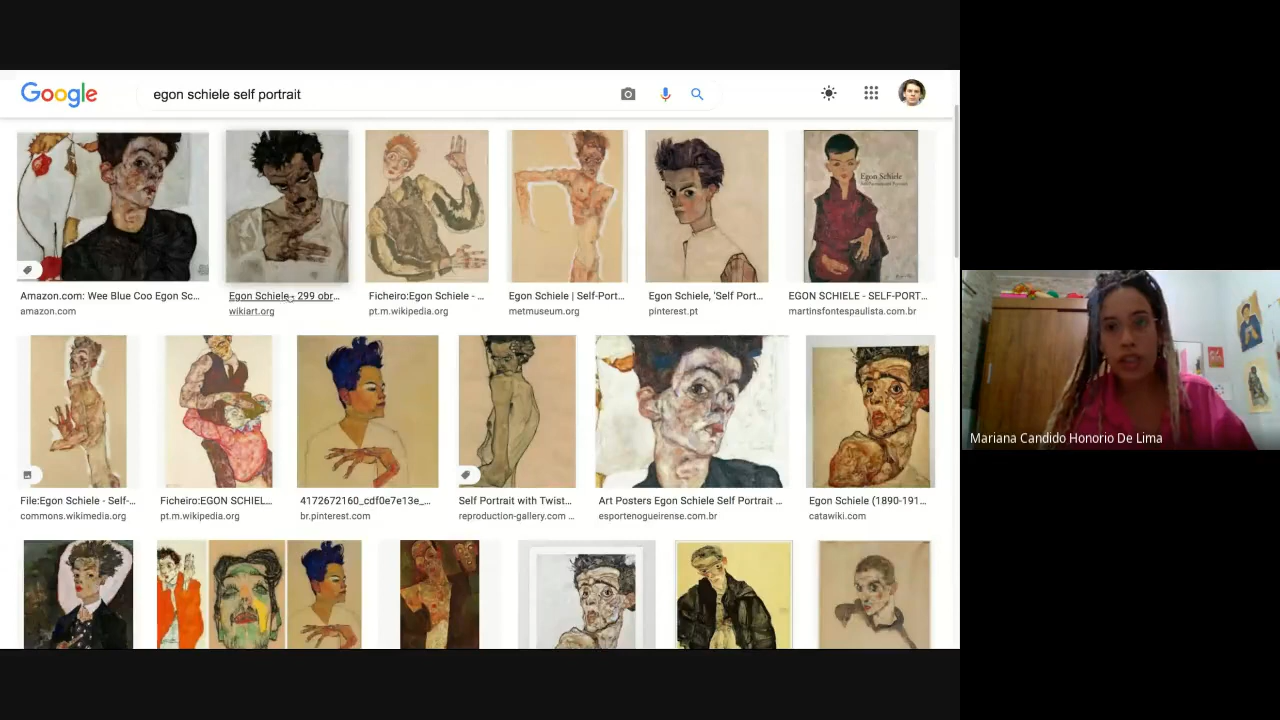 Google
egon schiele self portrait
Egon Schiele
Amazon.com: Wee Blue Coo Egon Sc...
amazon.com
Egon Schiele - 299 obr...
wikiart.org
Ficheiro:Egon Schiele - ...
pt.m.wikipedia.org
Egon Schiele | Self-Port...
metmuseum.org
Egon Schiele, 'Self Port...
pinterest.pt
EGON SCHIELE - SELF-PORT...
martinsfontespaulista.com.br
Mariana Candido Honorio De Lima
File:Egon Schiele - Self-...
commons.wikimedia.org
Ficheiro:EGON SCHIEL...
pt.m.wikipedia.org
4172672160_cdf0e7e13e_...
br.pinterest.com
Self Portrait with Twist...
reproduction-gallery.com ...
Art Posters Egon Schiele Self Portrait ...
esportenogueirense.com.br
Egon Schiele (1890-191...
catawiki.com